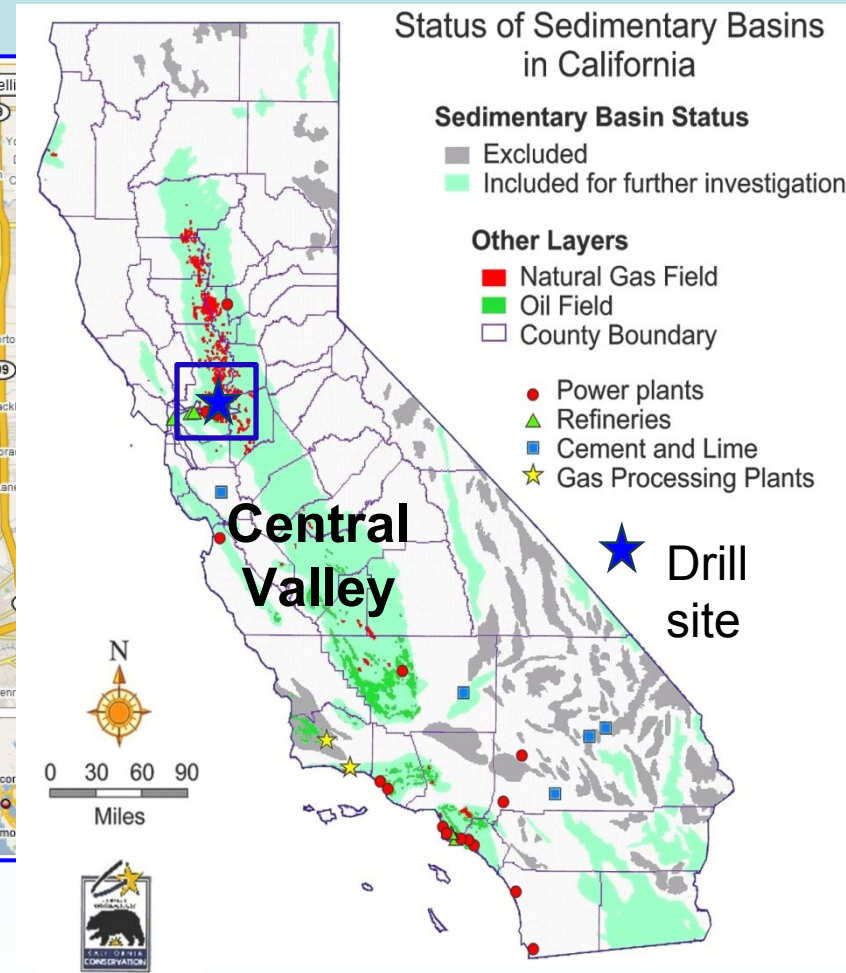 Status of Sedimentary Basins
in California
Sedimentary Basin Status
Excluded
Included for further investigation
Other Layers
Natural Gas Field
Oil Field
County Boundary
Power plants
Refineries
Cement and Lime
Gas Processing Plants
Drill
site
Central
Valley
N
0 30 60 90
Miles
CALIFORNIA
CONSERVATION